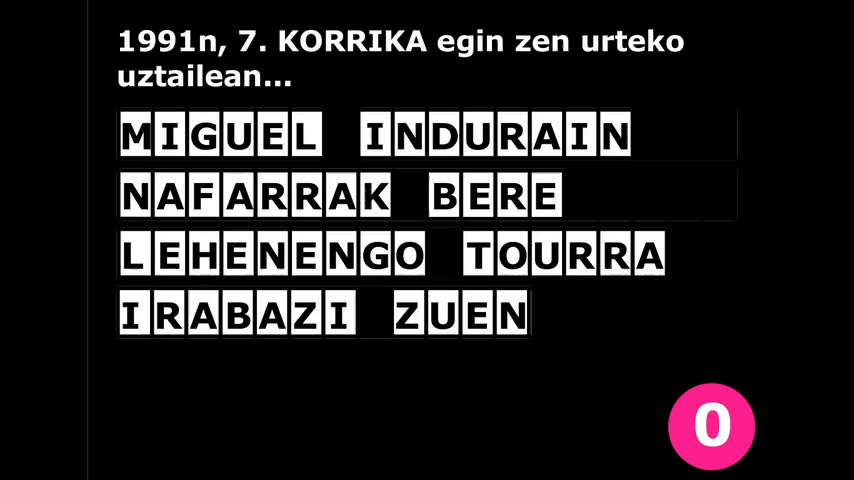 1991n, 7. KORRIKA egin zen urteko
uztailean...
MIGUEL INDURAIN
NAFARRAK BERE
LEHENENGO TOURRA
IRABAZI ZUEN
0